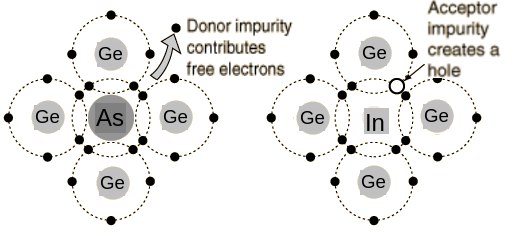 Donor impurity
contributes
free electrons
Ge
Ge
As
Ge
Ge
Acceptor
impurity
creates a
hole
Ge
Ge
In
Ge
Ge